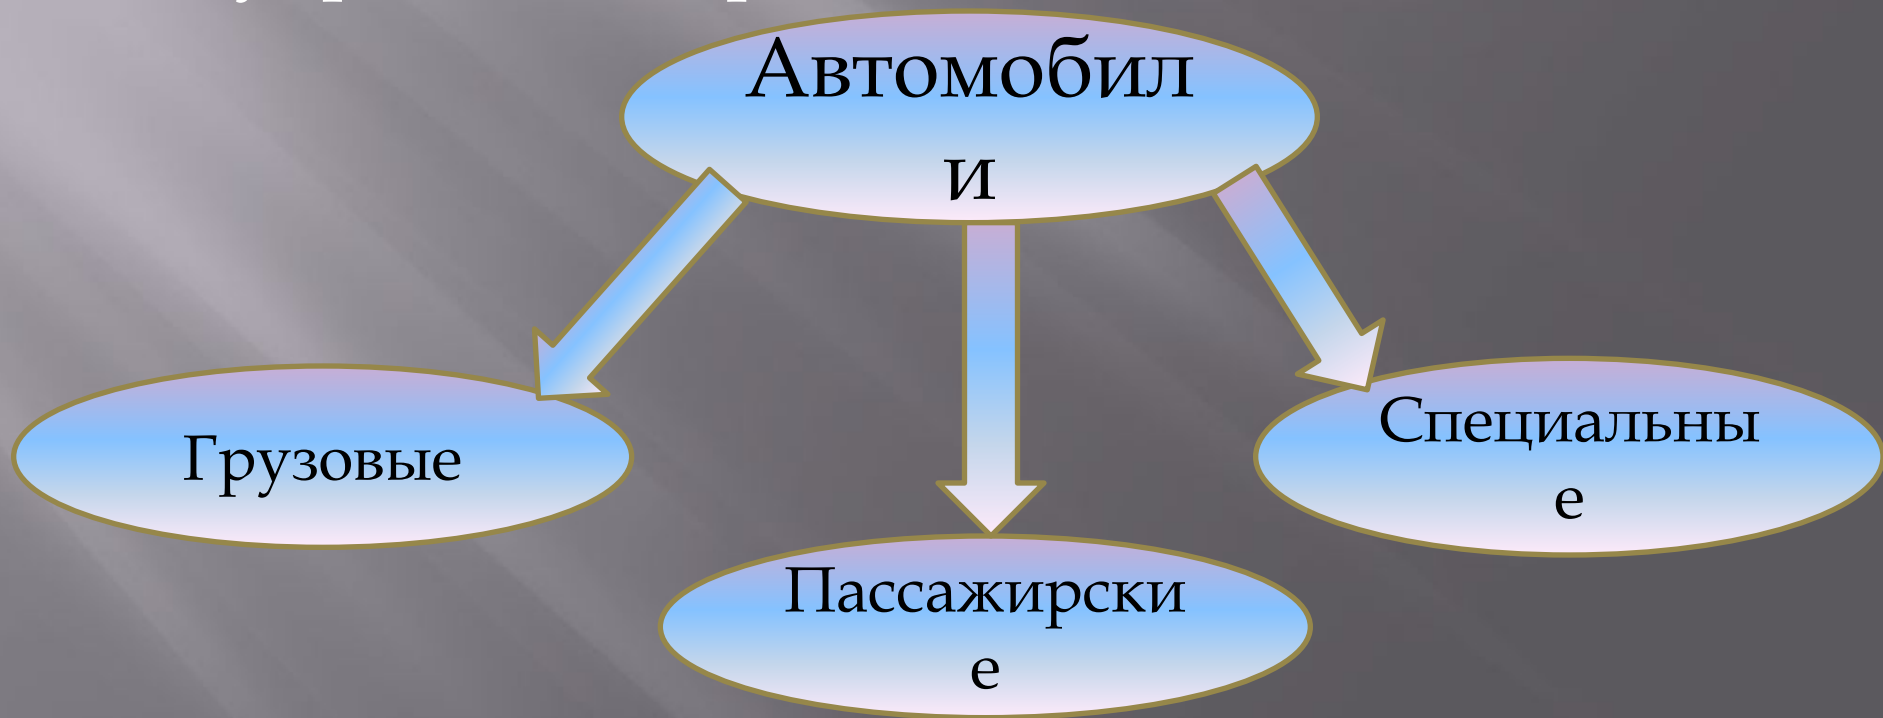 Автомобил
и
Грузовые
Специальны
е
Пассажирски
е